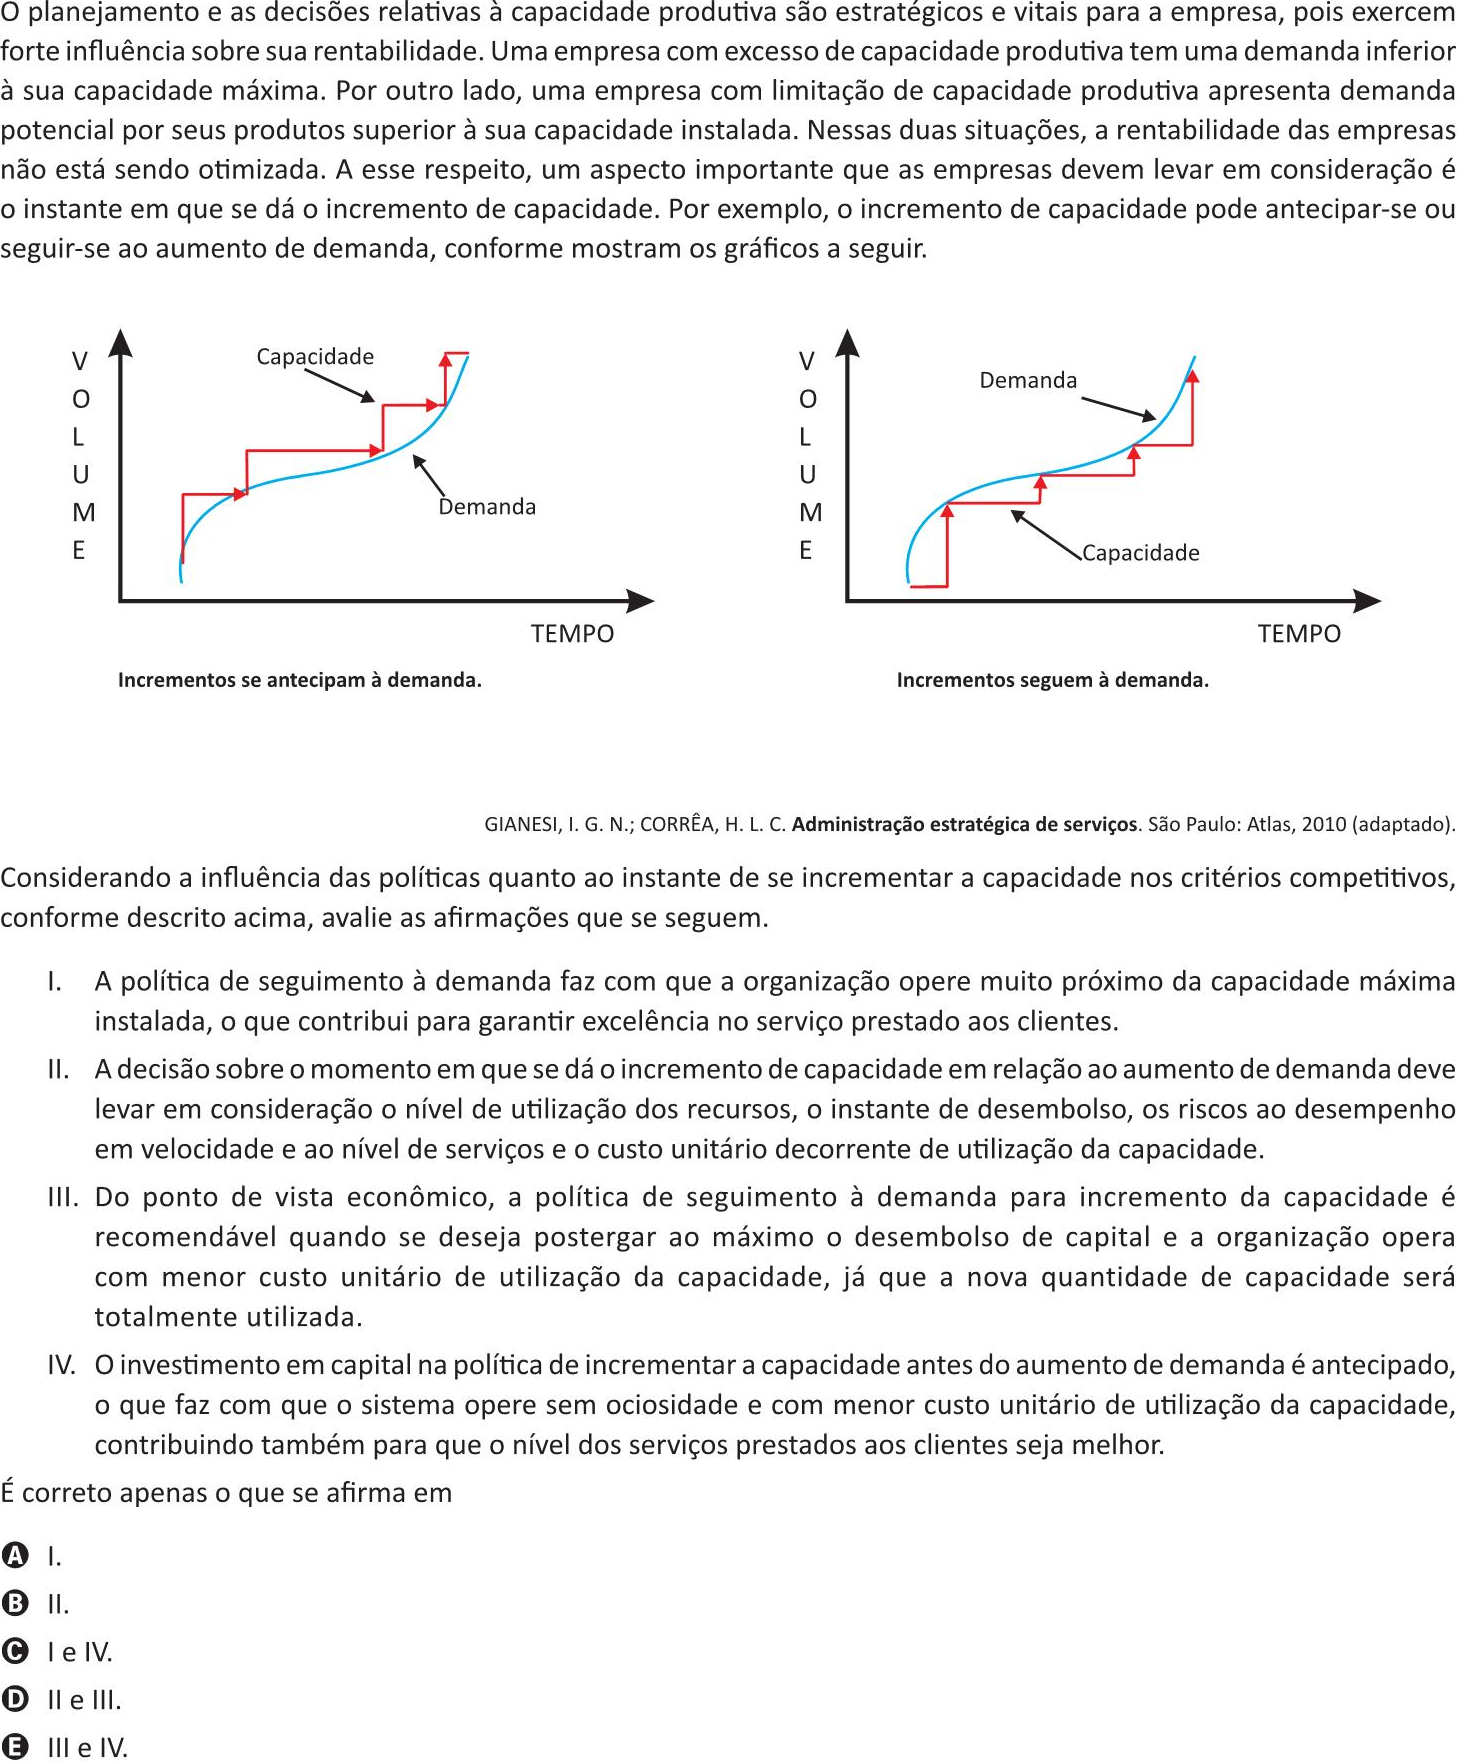 O planejamento e as decisões relativas à capacidade produtiva são estratégicos e vitais para a empresa, pois exercem
forte influência sobre sua rentabilidade. Uma empresa com excesso de capacidade produtiva tem uma demanda inferior
à sua capacidade máxima. Por outro lado, uma empresa com limitação de capacidade produtiva apresenta demanda
potencial por seus produtos superior à sua capacidade instalada. Nessas duas situações, a rentabilidade das empresas
não está sendo otimizada. A esse respeito, um aspecto importante que as empresas devem levar em consideração é
o instante em que se dá o incremento de capacidade. Por exemplo, o incremento de capacidade pode antecipar-se ou
seguir-se ao aumento de demanda, conforme mostram os gráficos a seguir.
VOLUME
Capacidade
Demanda
TEMPO
Incrementos se antecipam à demanda.
VOLUME
Demanda
Capacidade
TEMPO
Incrementos seguem à demanda.
GIANESI, I. G. N.; CORRÊA, H. L. C. Administração estratégica de serviços. São Paulo: Atlas, 2010 (adaptado).
Considerando a influência das políticas quanto ao instante de se incrementar a capacidade nos critérios competitivos,
conforme descrito acima, avalie as afirmações que se seguem.
I. A política de seguimento à demanda faz com que a organização opere muito próximo da capacidade máxima
instalada, o que contribui para garantir excelência no serviço prestado aos clientes.
II. A decisão sobre o momento em que se dá o incremento de capacidade em relação ao aumento de demanda deve
levar em consideração o nível de utilização dos recursos, o instante de desembolso, os riscos ao desempenho
em velocidade e ao nível de serviços e o custo unitário decorrente de utilização da capacidade.
III. Do ponto de vista econômico, a política de seguimento à demanda para incremento da capacidade é
recomendável quando se deseja postergar ao máximo o desembolso de capital e a organização opera
com menor custo unitário de utilização da capacidade, já que a nova quantidade de capacidade será
totalmente utilizada.
IV. O investimento em capital na política de incrementar a capacidade antes do aumento de demanda é antecipado,
o que faz com que o sistema opere sem ociosidade e com menor custo unitário de utilização da capacidade,
contribuindo também para que o nível dos serviços prestados aos clientes seja melhor.
É correto apenas o que se afirma em
A I.
B II.
C I e IV.
D II e III.
E III e IV.